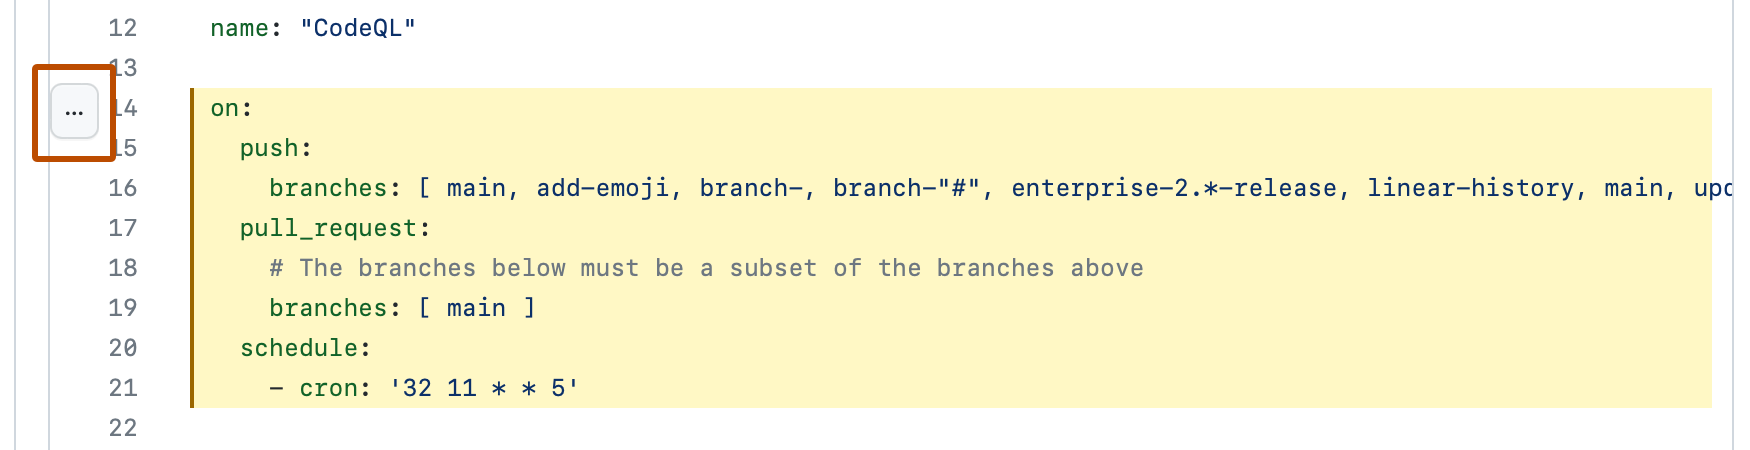 12 name: "CodeQL"
13
... 14 on:
15 push:
16 branches: [ main, add-emoji, branch-, branch-"#", enterprise-2.*-release, linear-history, main,
17 pull_request:
18 # The branches below must be a subset of the branches above
19 branches: [ main ]
20 schedule:
21 - cron: '32 11 * * 5'
22